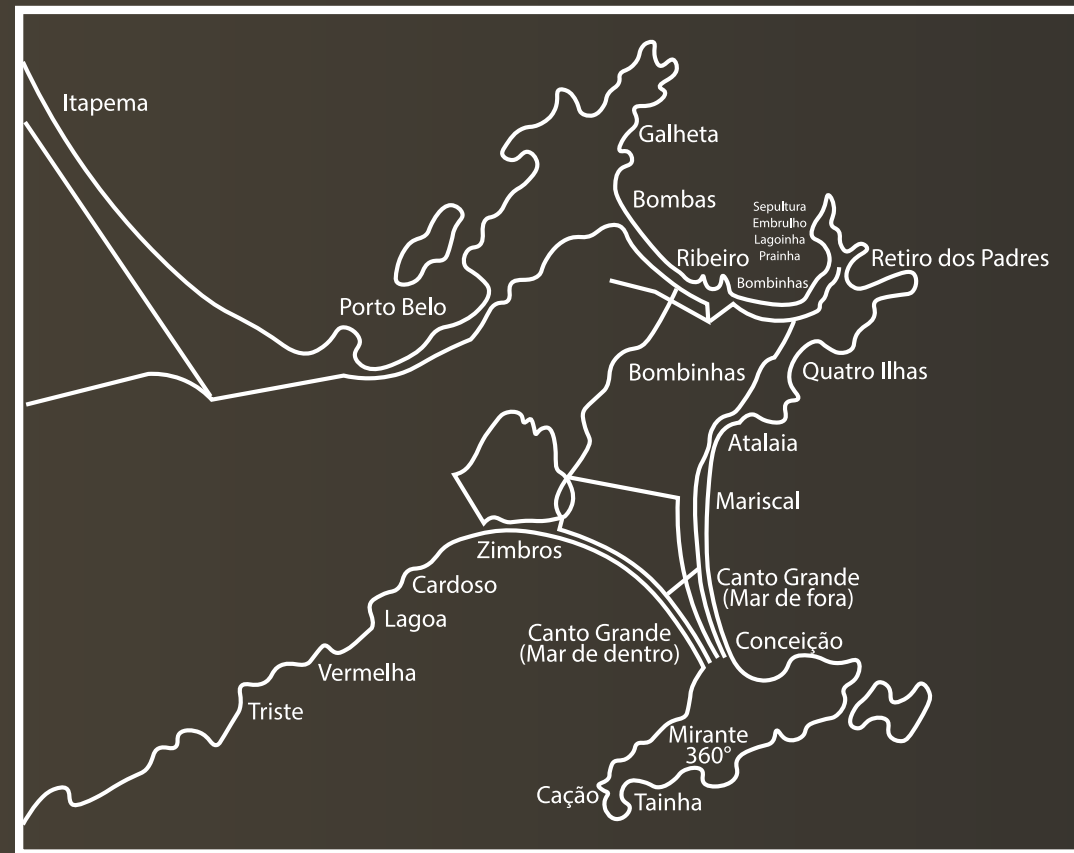 Itapema
Galheta
Bombas
Sepultura
Embrulho
Lagoinha
Prainha
Ribeiro
Retiro dos Padres
Bombinhas
Porto Belo
Bombinhas
Quatro Ilhas
Atalaia
Mariscal
Zimbros
Cardoso
Canto Grande
(Mar de fora)
Lagoa
Canto Grande
(Mar de dentro)
Conceição
Vermelha
Triste
Mirante
360°
Cação
Tainha